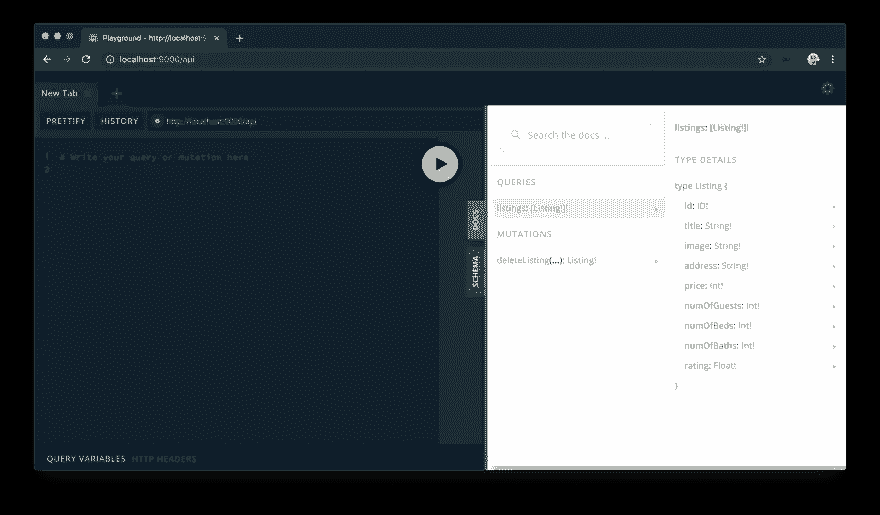 Playground - http://localhost:9
localhost:9000/api
New Tab
PRETTIFY HISTORY http://localhost:9000/api
1 # Write your query or mutation here
2
DOCS
SCHEMA
QUERY VARIABLES HTTP HEADERS
Search the docs ...
QUERIES
listings: [Listing!]!
MUTATIONS
deleteListing(...): Listing!
listings: [Listing!]!
TYPE DETAILS
type Listing {
id: ID!
title: String!
image: String!
address: String!
price: Int!
numOfGuests: Int!
numOfBeds: Int!
numOfBaths: Int!
rating: Float!
}